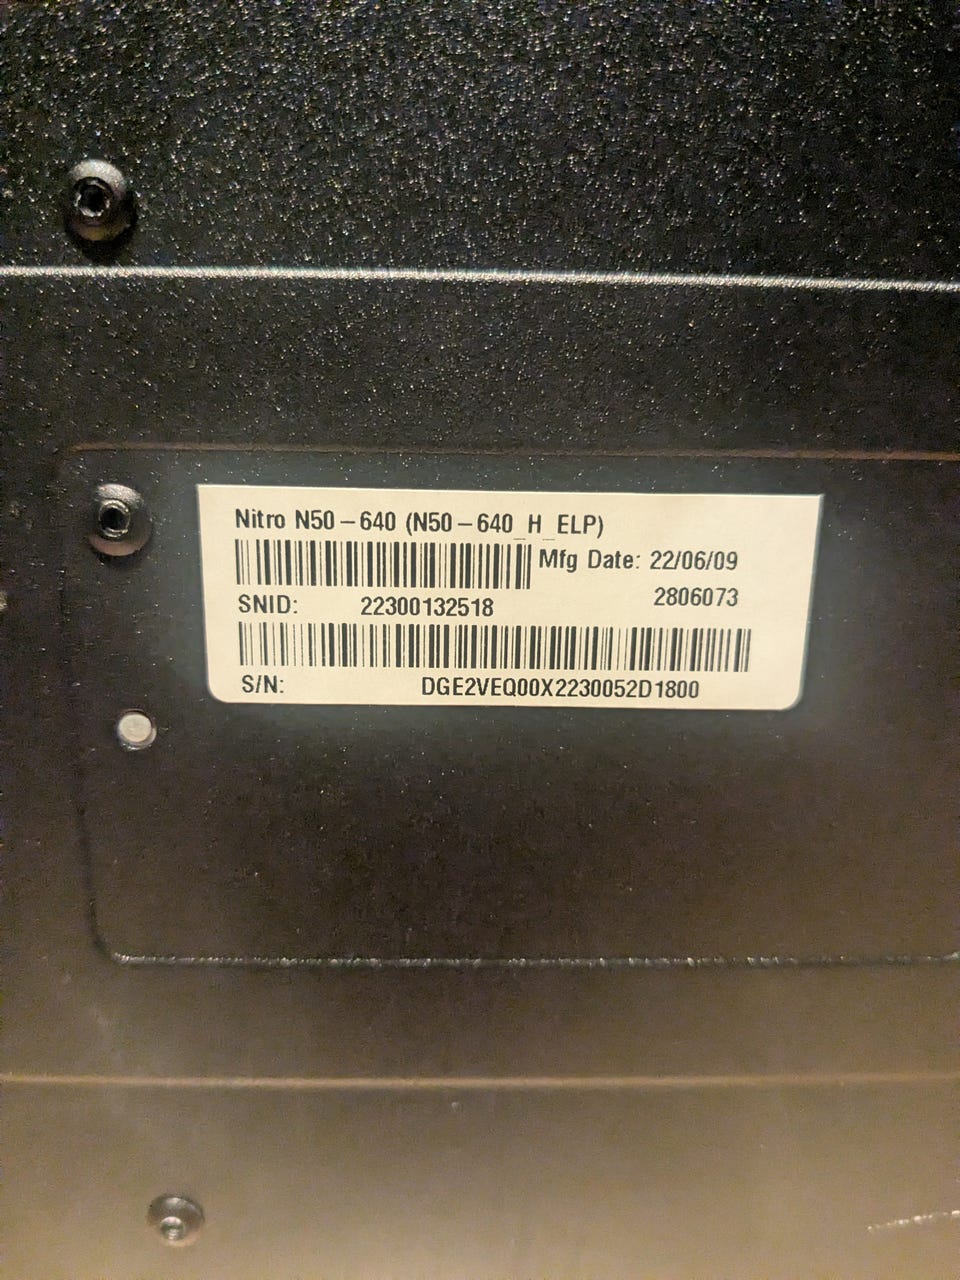 Nitro N50-640 (N50-640_H_ELP)
Mfg Date: 22/06/09
SNID: 22300132518 2806073
S/N: DGE2VEQ00X2230052D1800